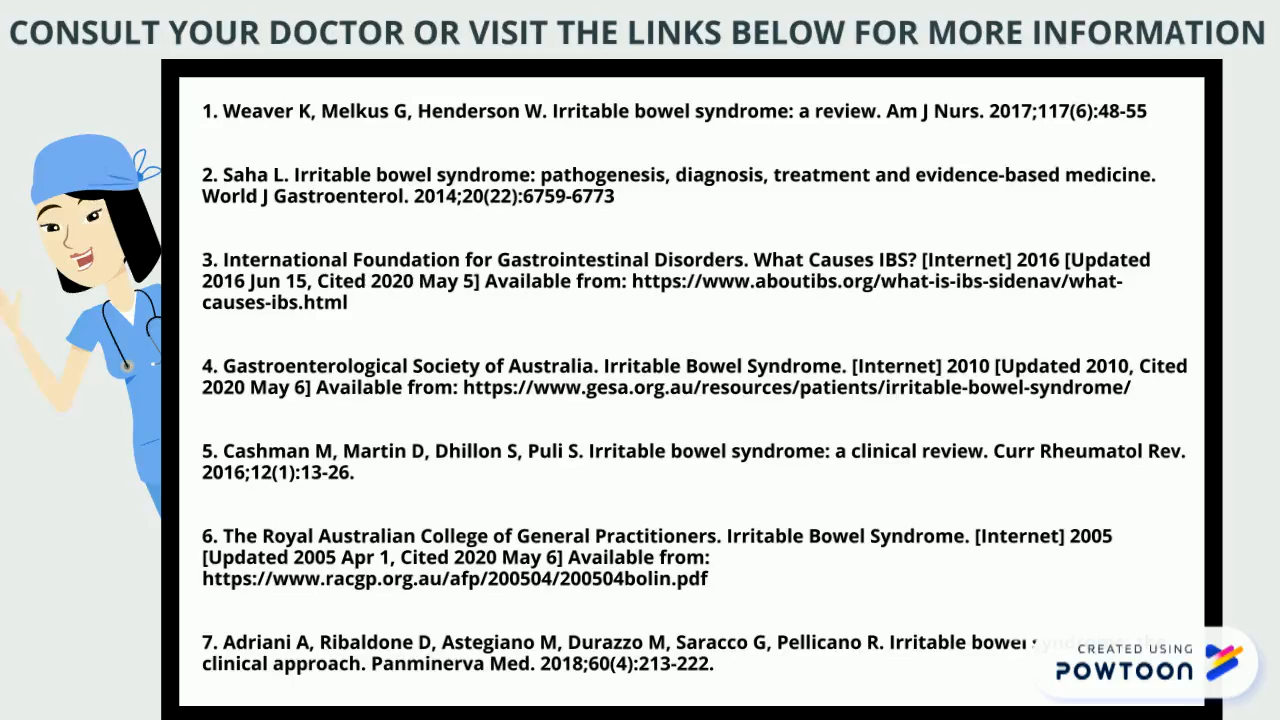 CONSULT YOUR DOCTOR OR VISIT THE LINKS BELOW FOR MORE INFORMATION
1. Weaver K, Melkus G, Henderson W. Irritable bowel syndrome: a review. Am J Nurs. 2017;117(6):48-55
2. Saha L. Irritable bowel syndrome: pathogenesis, diagnosis, treatment and evidence-based medicine.
World J Gastroenterol. 2014;20(22):6759-6773
3. International Foundation for Gastrointestinal Disorders. What Causes IBS? [Internet] 2016 [Updated
2016 Jun 15, Cited 2020 May 5] Available from: https://www.aboutibs.org/what-is-ibs-sidenav/what-
causes-ibs.html
4. Gastroenterological Society of Australia. Irritable Bowel Syndrome. [Internet] 2010 [Updated 2010, Cited
2020 May 6] Available from: https://www.gesa.org.au/resources/patients/irritable-bowel-syndrome/
5. Cashman M, Martin D, Dhillon S, Puli S. Irritable bowel syndrome: a clinical review. Curr Rheumatol Rev.
2016;12(1):13-26.
6. The Royal Australian College of General Practitioners. Irritable Bowel Syndrome. [Internet] 2005
[Updated 2005 Apr 1, Cited 2020 May 6] Available from:
https://www.racgp.org.au/afp/200504/200504bolin.pdf
7. Adriani A, Ribaldone D, Astegiano M, Durazzo M, Saracco G, Pellicano R. Irritable bowel syndrome: the
clinical approach. Panminerva Med. 2018;60(4):213-222.
CREATED USING
POWTOON